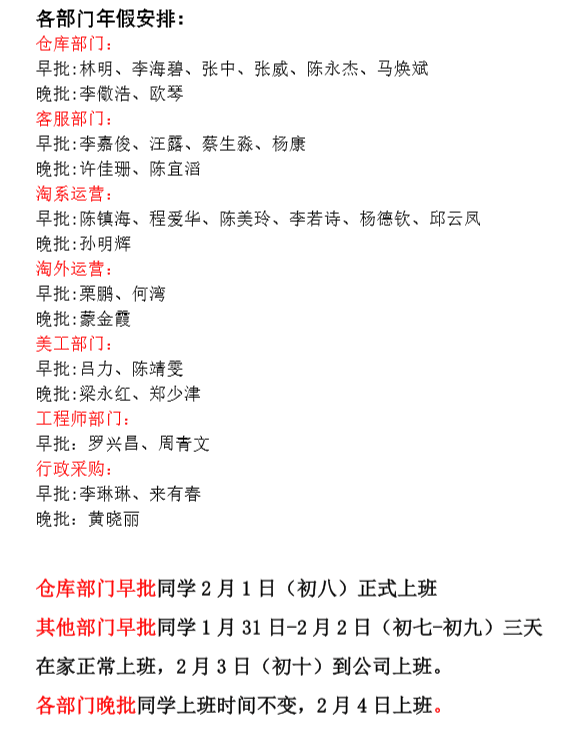 各部门年假安排：
仓库部门：
早批:林明、李海碧、张中、张威、陈永杰、马焕斌
晚批:李儆浩、欧琴
客服部门：
早批:李嘉俊、汪露、蔡生淼、杨康
晚批:许佳珊、陈宜滔
淘系运营：
早批:陈镇海、程爱华、陈美玲、李若诗、杨德钦、邱云凤
晚批:孙明辉
淘外运营：
早批:栗鹏、何湾
晚批:蒙金霞
美工部门：
早批:吕力、陈靖雯
晚批:梁永红、郑少津
工程师部门：
早批：罗兴昌、周青文
行政采购：
早批:李琳琳、来有春
晚批：黄晓丽
仓库部门早批同学2月1日（初八）正式上班
其他部门早批同学1月31日-2月2日（初七-初九）三天
在家正常上班，2月3日（初十）到公司上班。
各部门晚批同学上班时间不变，2月4日上班。